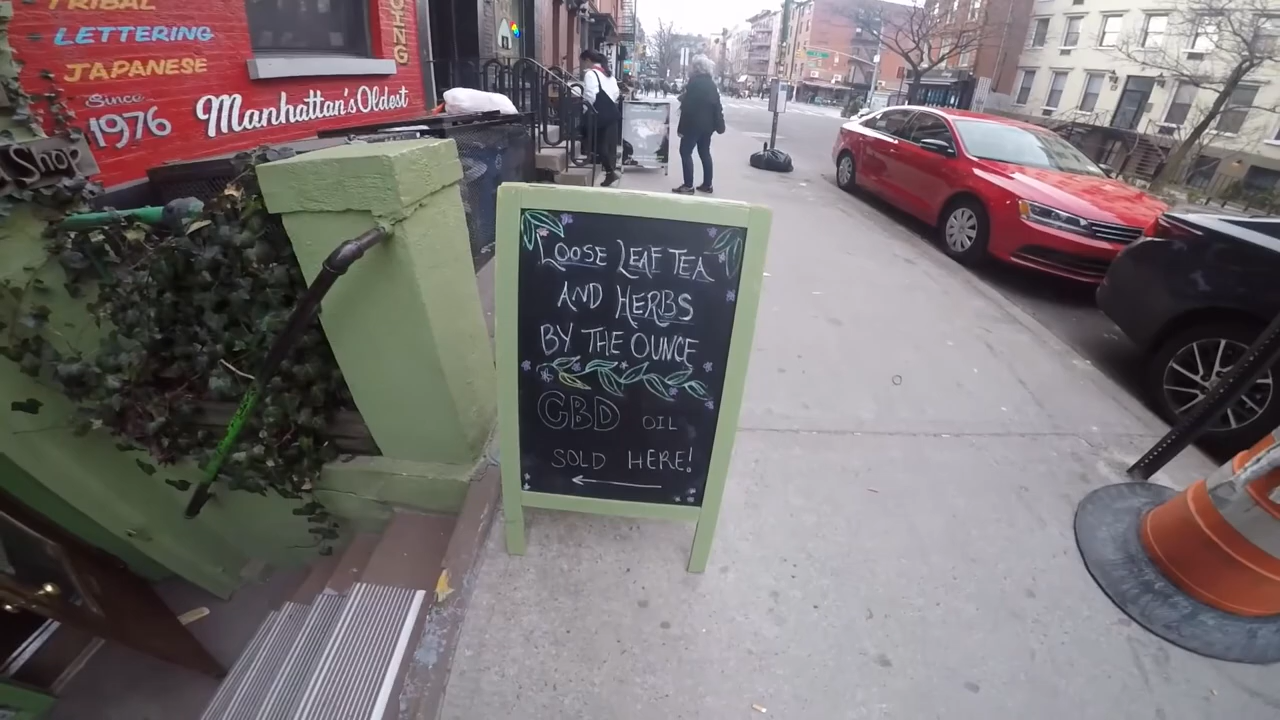 TRIBAL
LETTERING
JAPANESE
Since
1976
Manhattan's Oldest
Shop
LOOSE LEAF TEA
AND HERBS
BY THE OUNCE
CBD OIL
SOLD HERE!